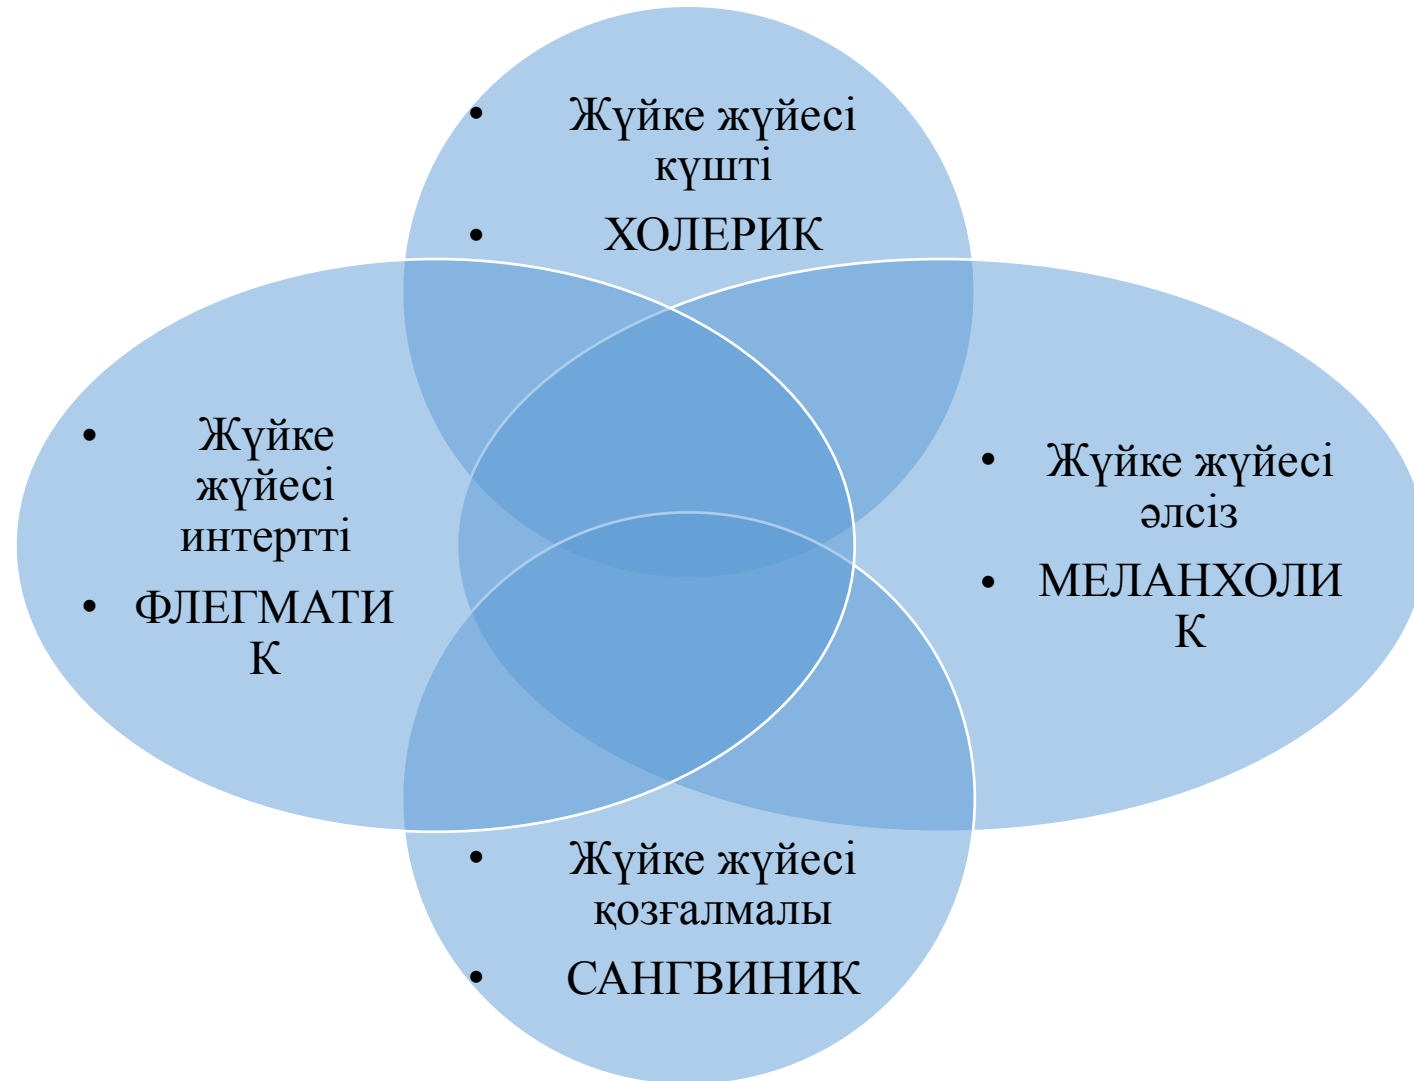 • Жүйке жүйесі
күшті
• ХОЛЕРИК
• Жүйке
жүйесі
интертті
• ФЛЕГМАТИ
К
• Жүйке жүйесі
әлсіз
• МЕЛАНХОЛИ
К
• Жүйке жүйесі
қозғалмалы
• САНГВИНИК